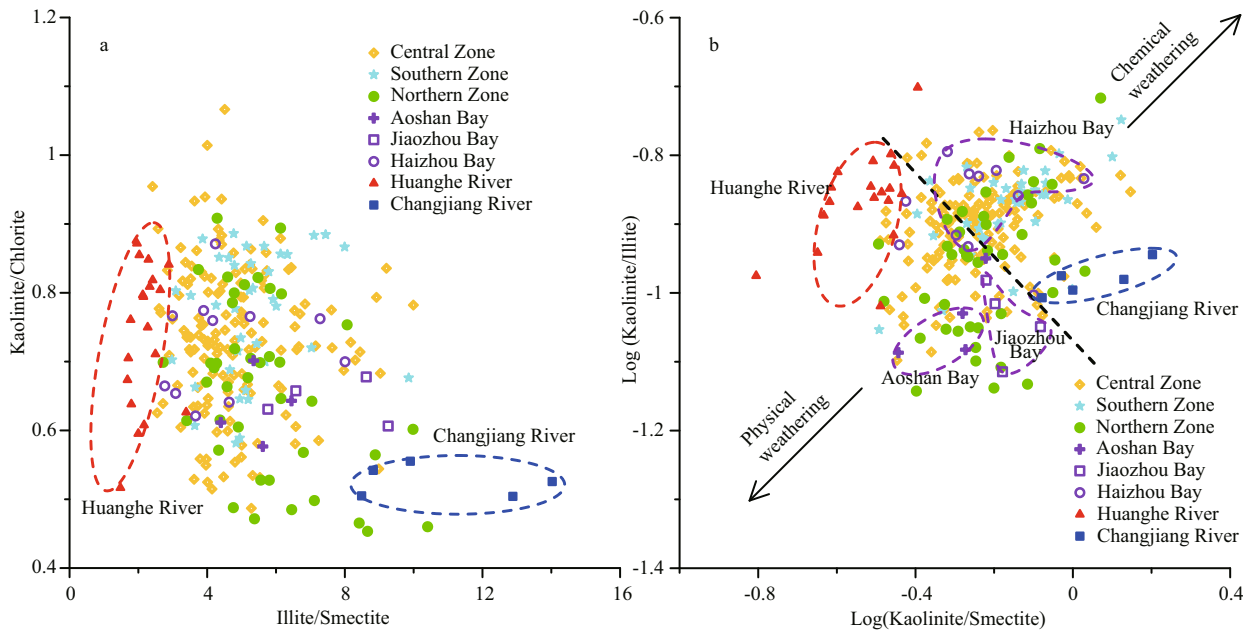 a
1.2
1
0.8
0.6
0.4
Kaolinite/Chlorite
0
4
8
12
16
Illite/Smectite
Central Zone
Southern Zone
Northern Zone
Aoshan Bay
Jiaozhou Bay
Haizhou Bay
Huanghe River
Changjiang River
Changjiang River
Huanghe River
b
-0.6
-0.8
-1
-1.2
-1.4
Log (Kaolinite/Illite)
-0.8
-0.4
0
0.4
Log(Kaolinite/Smectite)
Chemical
weathering
Haizhou Bay
Huanghe River
Changjiang River
Jiaozhou
Bay
Aoshan Bay
Physical
weathering
Central Zone
Southern Zone
Northern Zone
Aoshan Bay
Jiaozhou Bay
Haizhou Bay
Huanghe River
Changjiang River